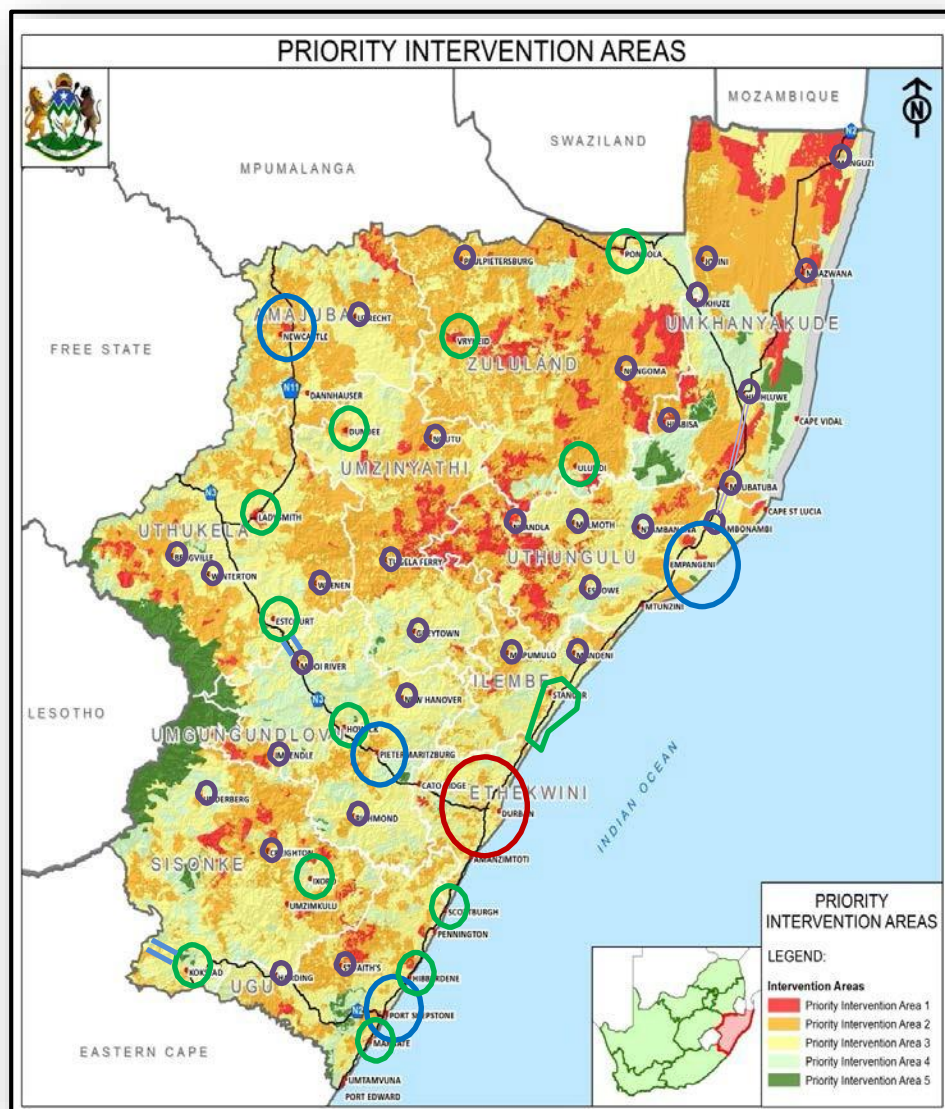 PRIORITY INTERVENTION AREAS
MOZAMBIQUE
N
SWAZILAND
N2
MPUMALANGA
PAULPIETERSBURG
PONGOLA
JOZINI
MBAZWANA
AMAJUBA
UTRECHT
UMKHANYAKUDE
NEWCASTLE
VRYHEID
FREE STATE
ZULULAND
NONGOMA
N11
DANNHAUSER
HLABISA
CAPE VIDAL
DUNDEE
NQUTU
UMZINYATHI
ULUNDI
MTUBATUBA
N3
LADYSMITH
CAPE ST LUCIA
UTHUKELA
MELMOTH
BERGVILLE
TUGELA FERRY
UTHUNGULU
EMPANGENI
WINTERTON
WEENEN
ESHOWE
MTUNZINI
ESTCOURT
GREYTOWN
MAPUMULO
MANDENI
MOOI RIVER
ILEMBE
STANGER
NEW HANOVER
N3
LESOTHO
HOWICK
UMGUNGUNDLOVU
PIETERMARITZBURG
IMPENDLE
CATO RIDGE
ETHEKWINI
UNDERBERG
DURBAN
RICHMOND
INDIAN OCEAN
CREIGHTON
AMANZIMTOTI
SISONKE
IXOPO
UMZIMKULU
SCOTTBURGH
PENNINGTON
ST FAITH'S
KOKSTAD
HARDING
HIBBERDENE
UGU
N2
PORT SHEPSTONE
MARGATE
EASTERN CAPE
UMTAMVUNA
PORT EDWARD
PRIORITY
INTERVENTION AREAS
LEGEND:
Intervention Areas
Priority Intervention Area 1
Priority Intervention Area 2
Priority Intervention Area 3
Priority Intervention Area 4
Priority Intervention Area 5